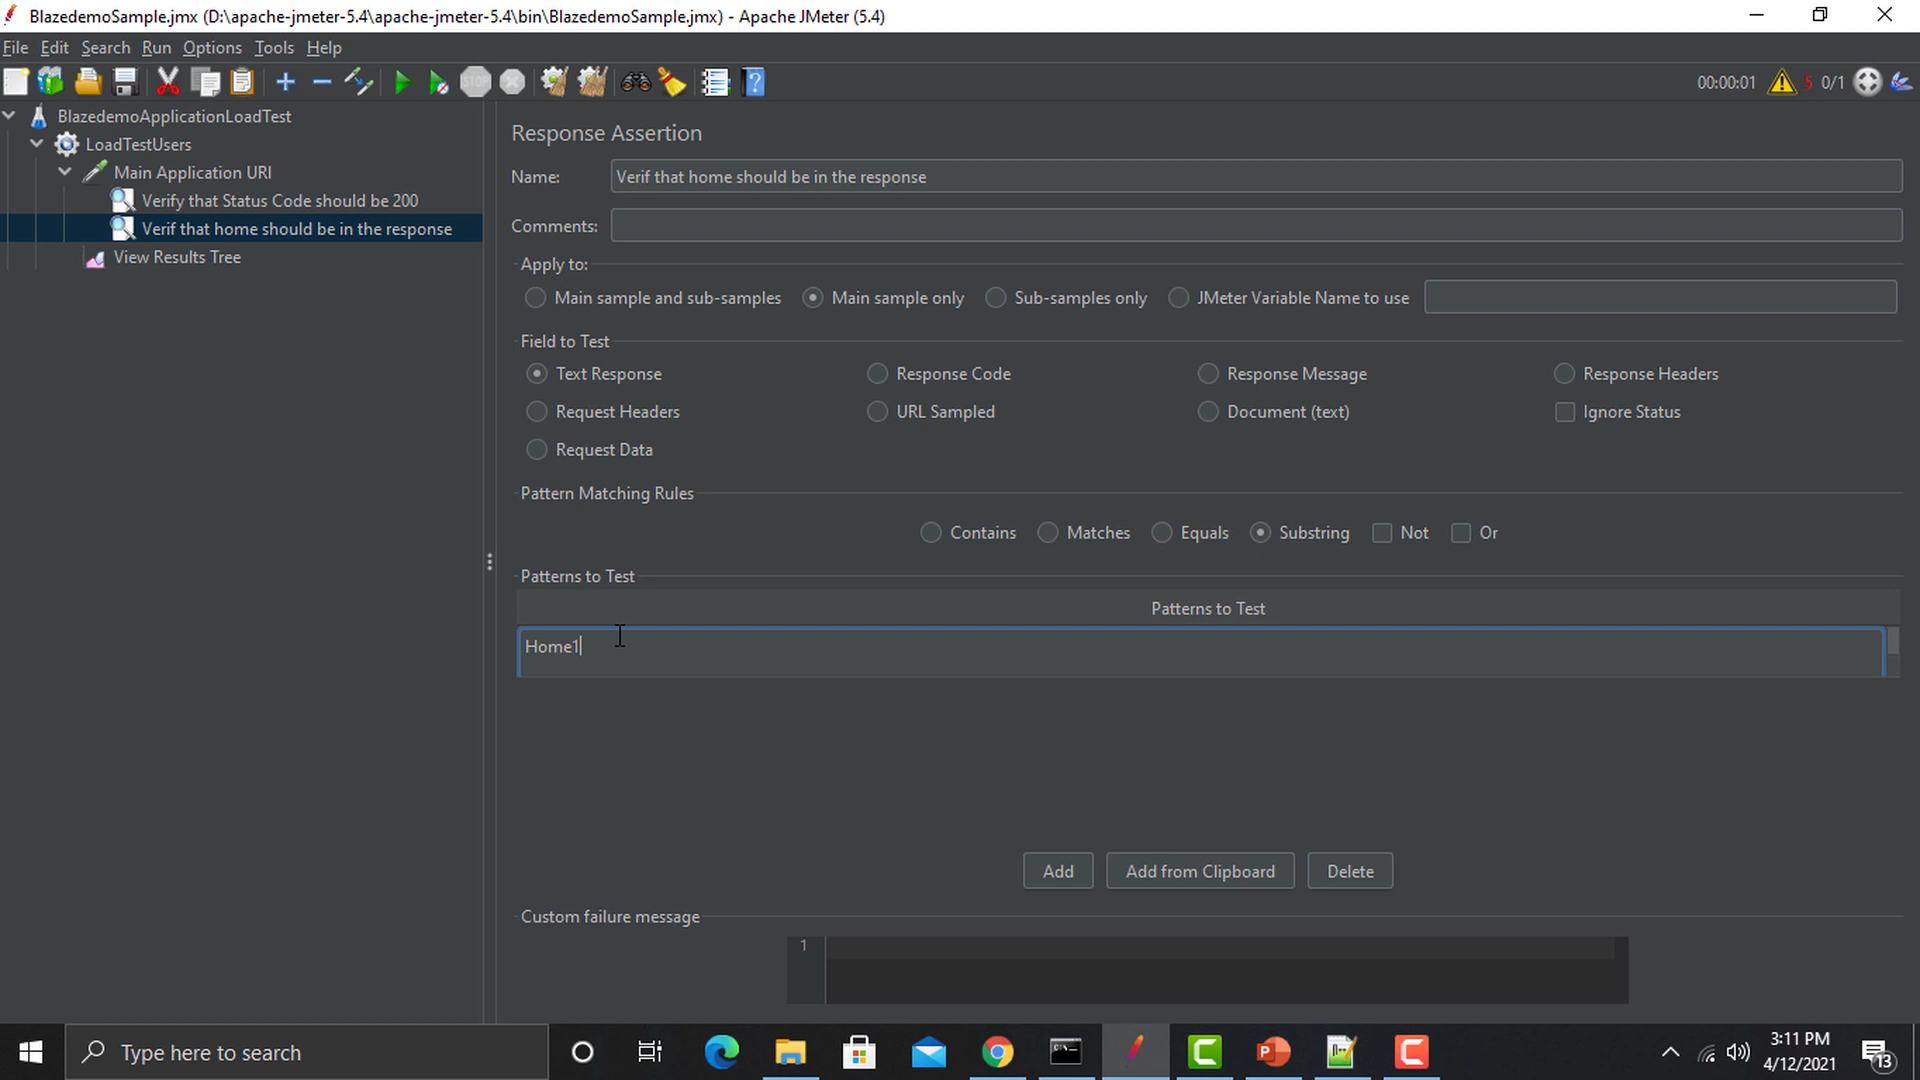 BlazedemoSample.jmx (D:\apache-jmeter-5.4\apache-jmeter-5.4\bin\BlazedemoSample.jmx) - Apache JMeter (5.4)
File Edit Search Run Options Tools Help
STOP
00:00:01 5 0/1
BlazedemoApplicationLoadTest
LoadTestUsers
Main Application URI
Verify that Status Code should be 200
Verif that home should be in the response
View Results Tree
Response Assertion
Name: Verif that home should be in the response
Comments:
Apply to:
Main sample and sub-samples Main sample only Sub-samples only JMeter Variable Name to use
Field to Test
Text Response Response Code Response Message Response Headers
Request Headers URL Sampled Document (text) Ignore Status
Request Data
Pattern Matching Rules
Contains Matches Equals Substring Not Or
Patterns to Test
Patterns to Test
Home1
Add Add from Clipboard Delete
Custom failure message
1
Type here to search
3:11 PM
4/12/2021
13